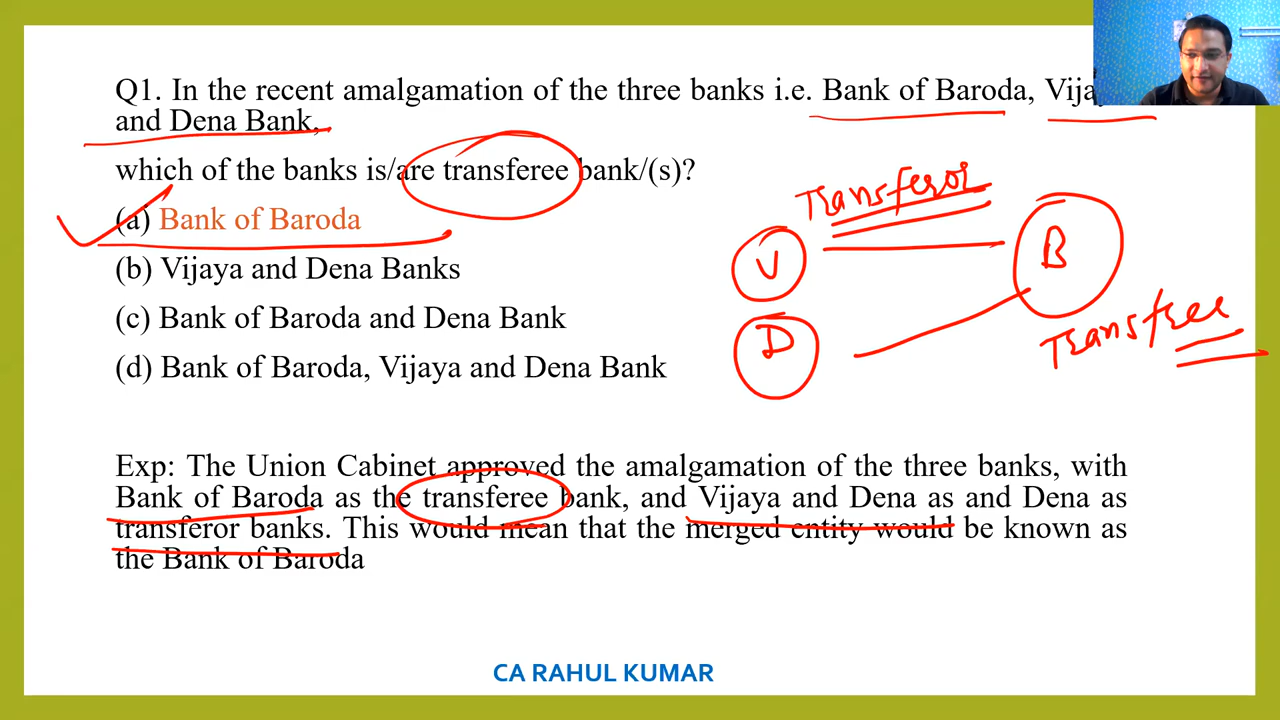 Q1. In the recent amalgamation of the three banks i.e. Bank of Baroda, Vijay
and Dena Bank,
which of the banks is/are transferee bank/(s)?
(a) Bank of Baroda
(b) Vijaya and Dena Banks
(c) Bank of Baroda and Dena Bank
(d) Bank of Baroda, Vijaya and Dena Bank
Transferor
V
B
D
Transfree
Exp: The Union Cabinet approved the amalgamation of the three banks, with
Bank of Baroda as the transferee bank, and Vijaya and Dena as and Dena as
transferor banks. This would mean that the merged entity would be known as
the Bank of Baroda
CA RAHUL KUMAR